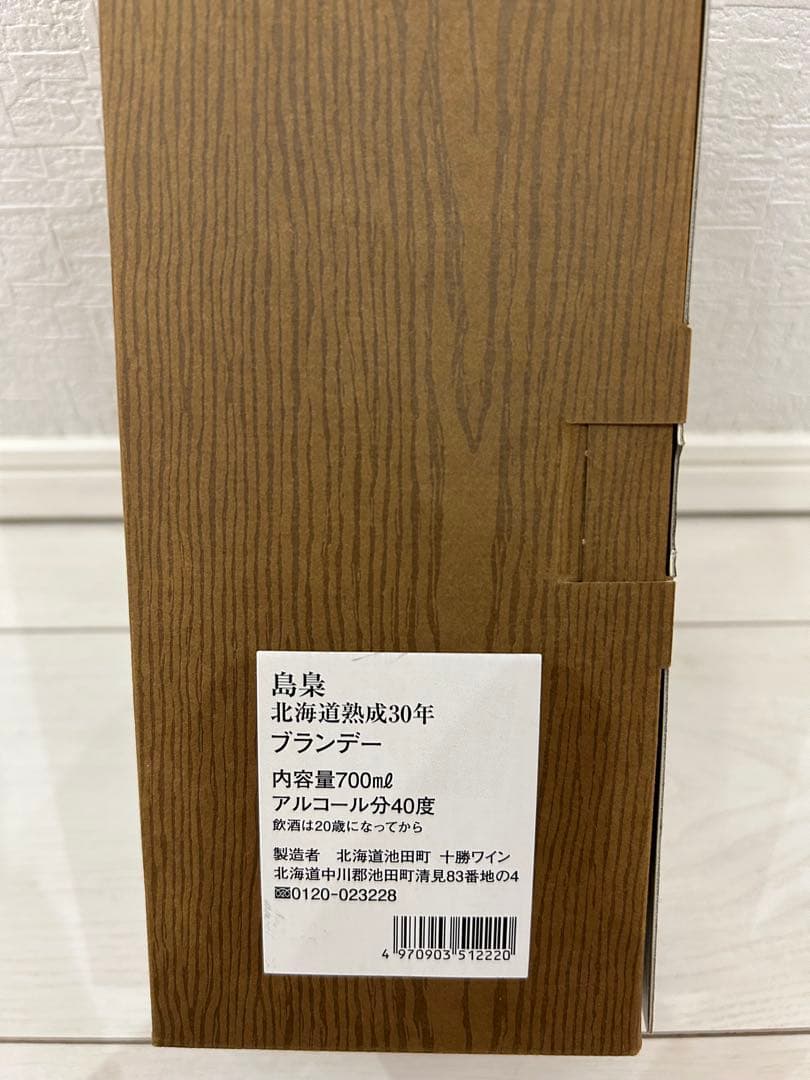 島梟
北海道熟成30年
ブランデー
内容量700㎖
アルコール分40度
飲酒は20歳になってから
製造者　北海道池田町 十勝ワイン
北海道中川郡池田町清見83番地の4
0120-023228
4 970903 512220